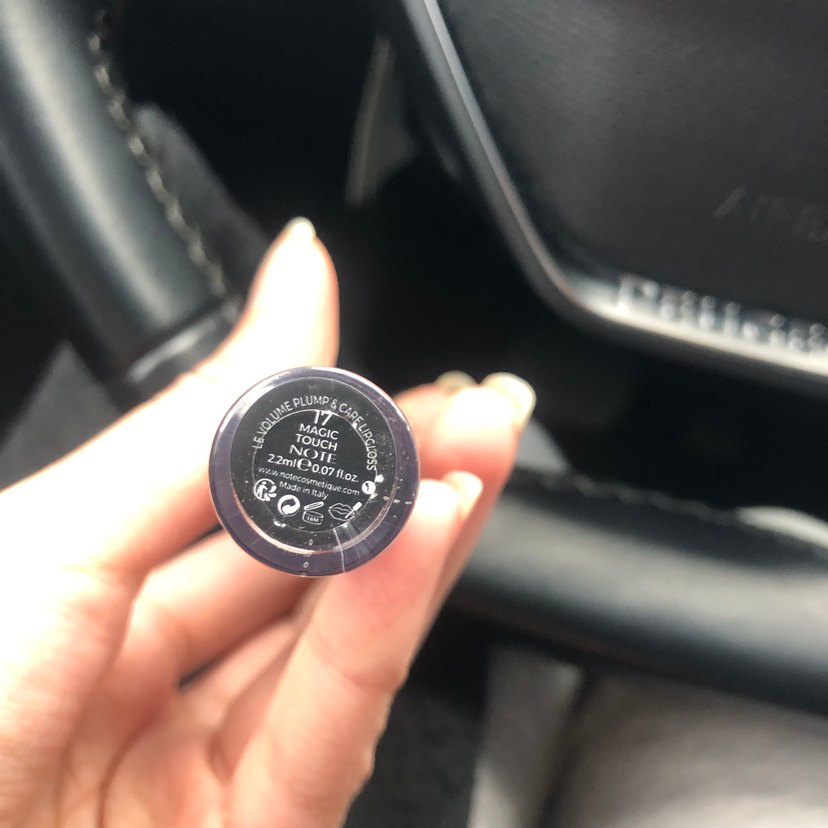 LE VOLUME PLUMP & CARE LIPGLOSS
17
MAGIC
TOUCH
NOTE
2.2ml℮0.07 fl.oz.
www.notecosmetique.com
Made in Italy
18M